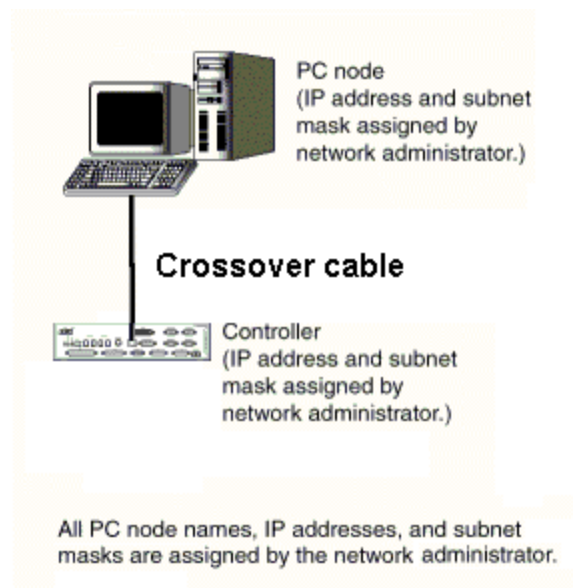 PC node
(IP address and subnet
mask assigned by
network administrator.)
Crossover cable
Controller
(IP address and subnet
mask assigned by
network administrator.)
All PC node names, IP addresses, and subnet
masks are assigned by the network administrator.